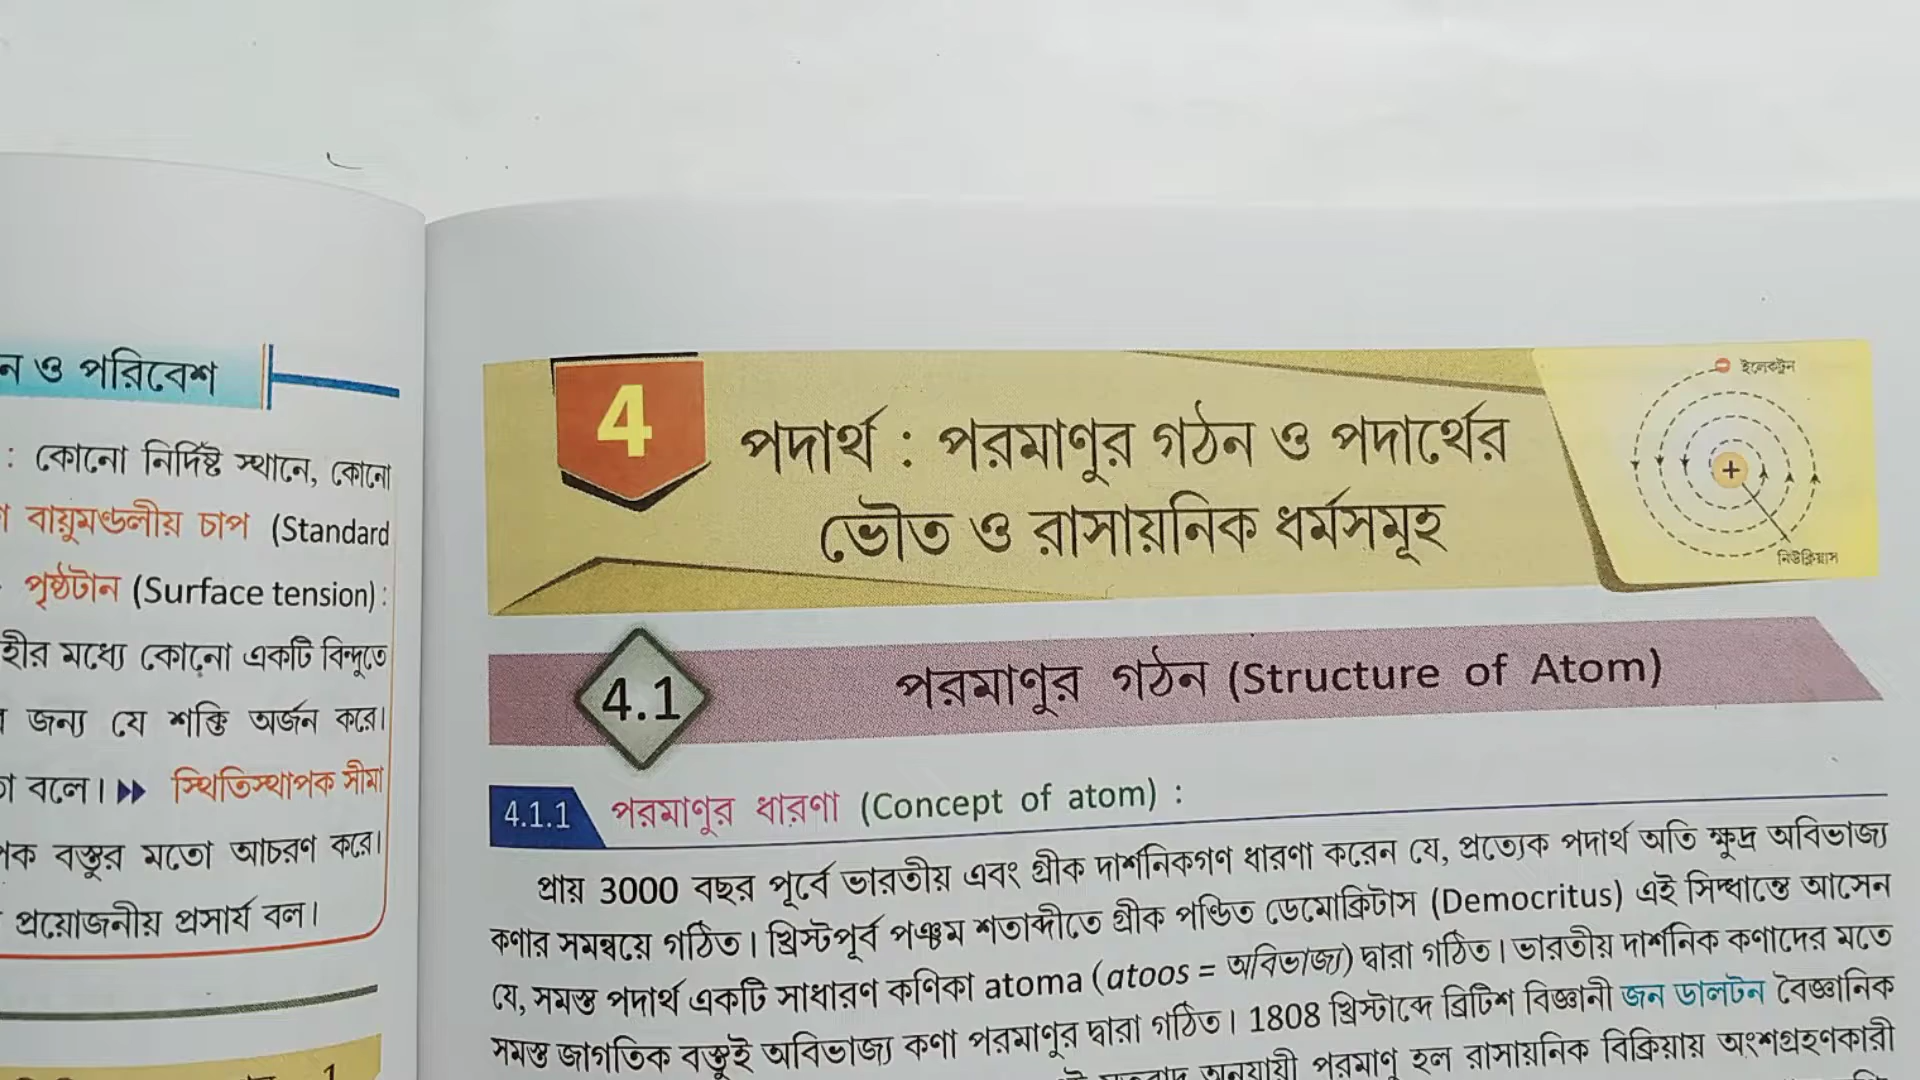 ন ও পরিবেশ
: কোনো নির্দিষ্ট স্থানে, কোনো
বায়ুমণ্ডলীয় চাপ (Standard
পৃষ্ঠটান (Surface tension) :
হীর মধ্যে কোনো একটি বিন্দুতে
জন্য যে শক্তি অর্জন করে।
বলে। স্থিতিস্থাপক সীমা
বস্তুর মতো আচরণ করে।
প্রয়োজনীয় প্রসার্য বল।
1
4
পদার্থ : পরমাণুর গঠন ও পদার্থের
ভৌত ও রাসায়নিক ধর্মসমূহ
ইলেকট্রন
+
নিউক্লিয়াস
4.1 পরমাণুর গঠন (Structure of Atom)
4.1.1 পরমাণুর ধারণা (Concept of atom) :
প্রায় 3000 বছর পূর্বে ভারতীয় এবং গ্রীক দার্শনিকগণ ধারণা করেন যে, প্রত্যেক পদার্থ অতি ক্ষুদ্র অবিভাজ্য
কণার সমন্বয়ে গঠিত। খ্রিস্টপূর্ব পঞ্চম শতাব্দীতে গ্রীক পণ্ডিত ডেমোক্রিটাস (Democritus) এই সিদ্ধান্তে আসেন
যে, সমস্ত পদার্থ একটি সাধারণ কণিকা atoma (atoos = অবিভাজ্য) দ্বারা গঠিত। ভারতীয় দার্শনিক কণাদের মতে
সমস্ত জাগতিক বস্তুই অবিভাজ্য কণা পরমাণুর দ্বারা গঠিত। 1808 খ্রিস্টাব্দে ব্রিটিশ বিজ্ঞানী জন ডালটন বৈজ্ঞানিক
অনুযায়ী পরমাণু হল রাসায়নিক বিক্রিয়ায় অংশগ্রহণকারী